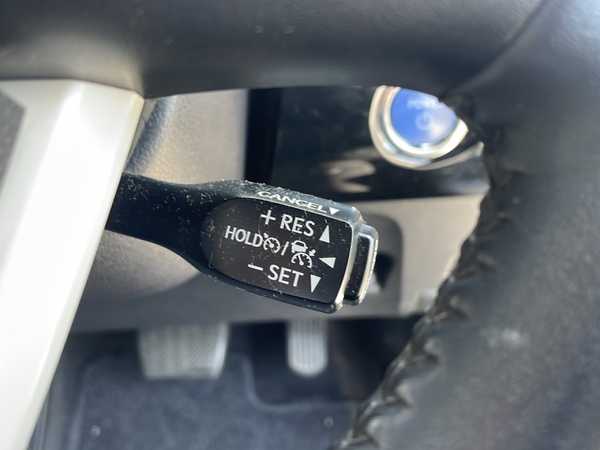 CANCEL▼
+ RES ▲
HOLD /
− SET ▼